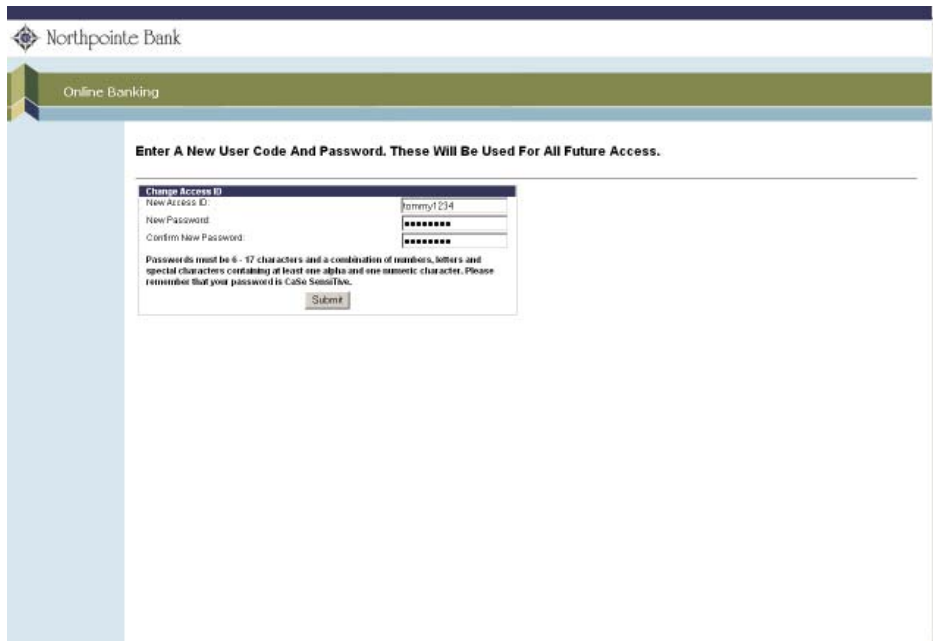 Northpointe Bank
Online Banking
Enter A New User Code And Password. These Will Be Used For All Future Access.
Change Access ID
New Access ID: tommy1234
New Password: ••••••••
Confirm New Password: ••••••••
Passwords must be 6 - 17 characters and a combination of numbers, letters and
special characters containing at least one alpha and one numeric character. Please
remember that your password is CaSe SensiTive.
Submit